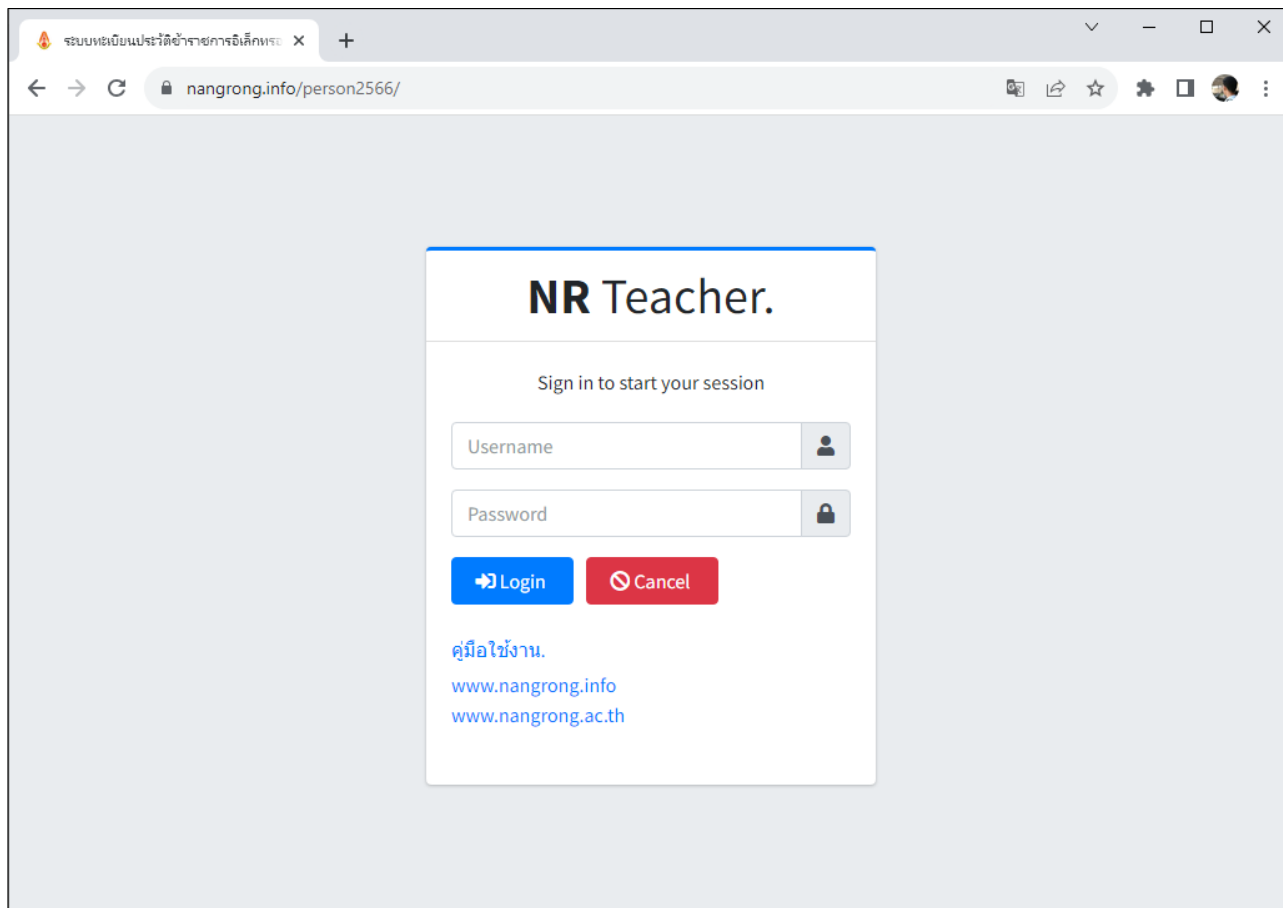 ระบบทะเบียนประวัติข้าราชการอิเล็กทรอ
nangrong.info/person2566/
NR Teacher.
Sign in to start your session
Username
Password
Login Cancel
คู่มือใช้งาน.
www.nangrong.info
www.nangrong.ac.th